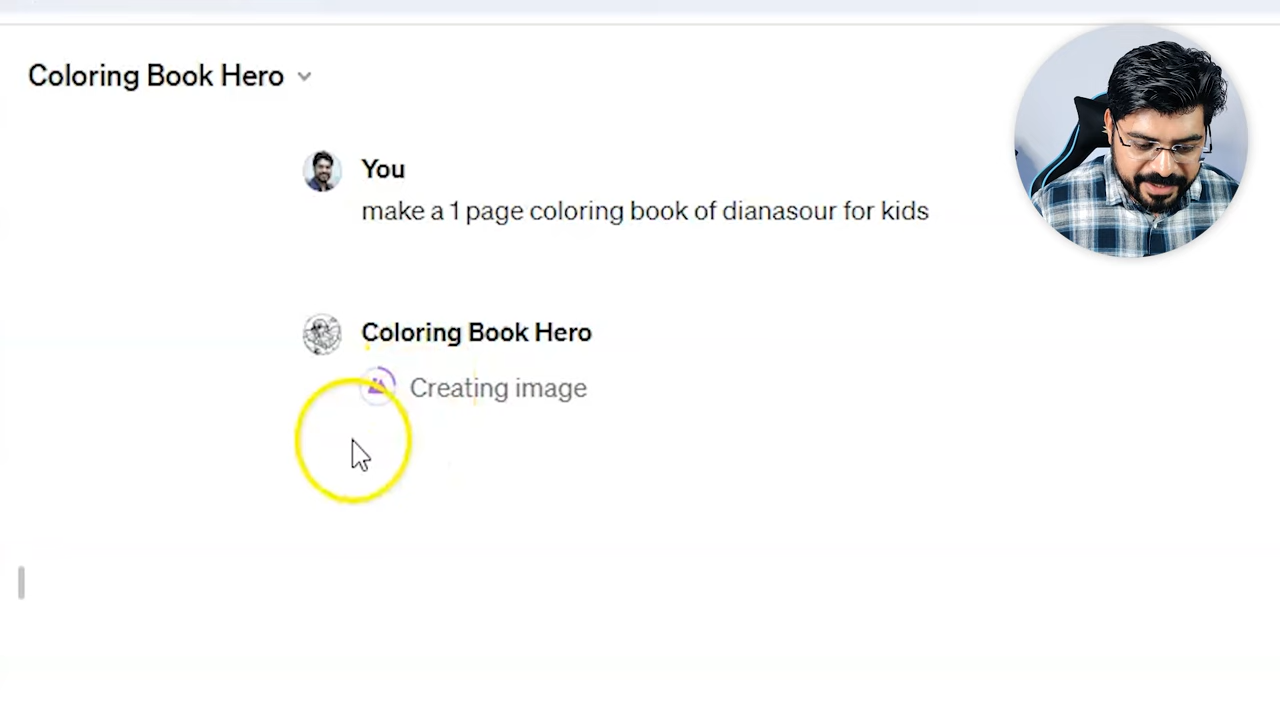 Coloring Book Hero
You
make a 1 page coloring book of dianasour for kids
Coloring Book Hero
Creating image